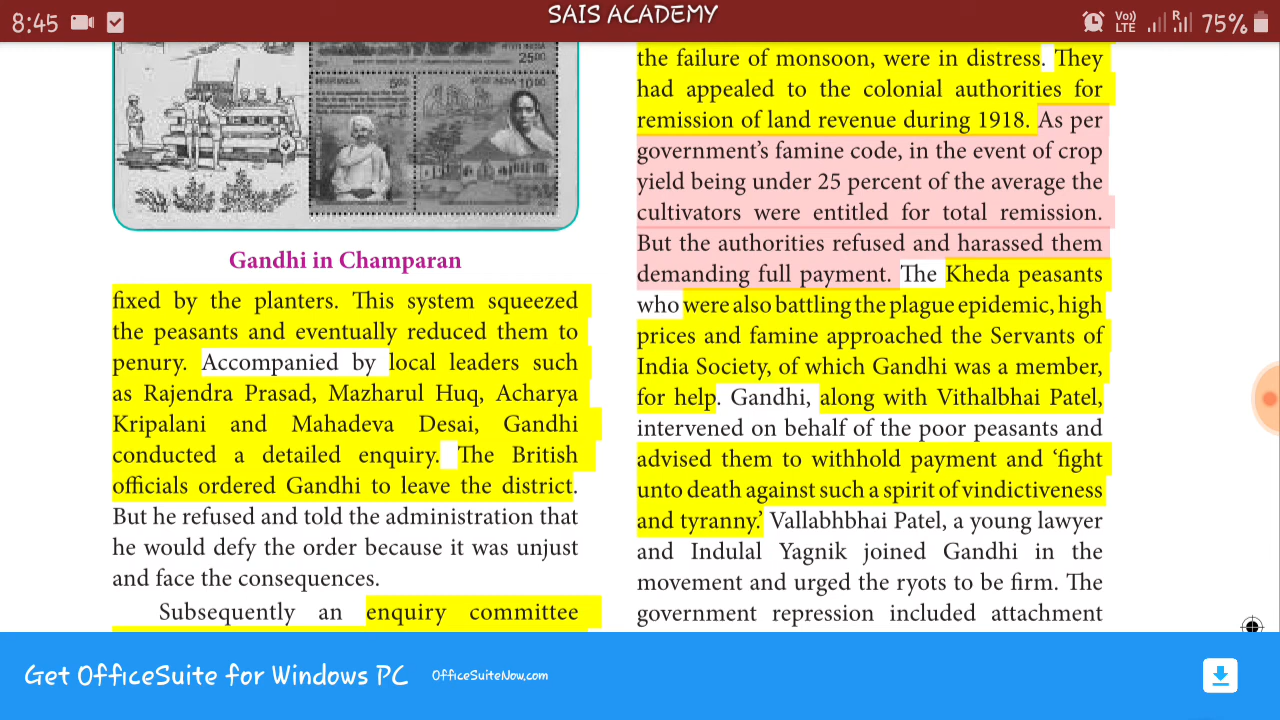 8:45
SAIS ACADEMY
Vo)) LTE
R
75%
25.00
5.00
10.00
Gandhi in Champaran
fixed by the planters. This system squeezed
the peasants and eventually reduced them to
penury. Accompanied by local leaders such
as Rajendra Prasad, Mazharul Huq, Acharya
Kripalani and Mahadeva Desai, Gandhi
conducted a detailed enquiry. The British
officials ordered Gandhi to leave the district.
But he refused and told the administration that
he would defy the order because it was unjust
and face the consequences.
Subsequently an enquiry committee
the failure of monsoon, were in distress. They
had appealed to the colonial authorities for
remission of land revenue during 1918. As per
government’s famine code, in the event of crop
yield being under 25 percent of the average the
cultivators were entitled for total remission.
But the authorities refused and harassed them
demanding full payment. The Kheda peasants
who were also battling the plague epidemic, high
prices and famine approached the Servants of
India Society, of which Gandhi was a member,
for help. Gandhi, along with Vithalbhai Patel,
intervened on behalf of the poor peasants and
advised them to withhold payment and ‘fight
unto death against such a spirit of vindictiveness
and tyranny.’ Vallabhbhai Patel, a young lawyer
and Indulal Yagnik joined Gandhi in the
movement and urged the ryots to be firm. The
government repression included attachment
Get OfficeSuite for Windows PC
OfficeSuiteNow.com